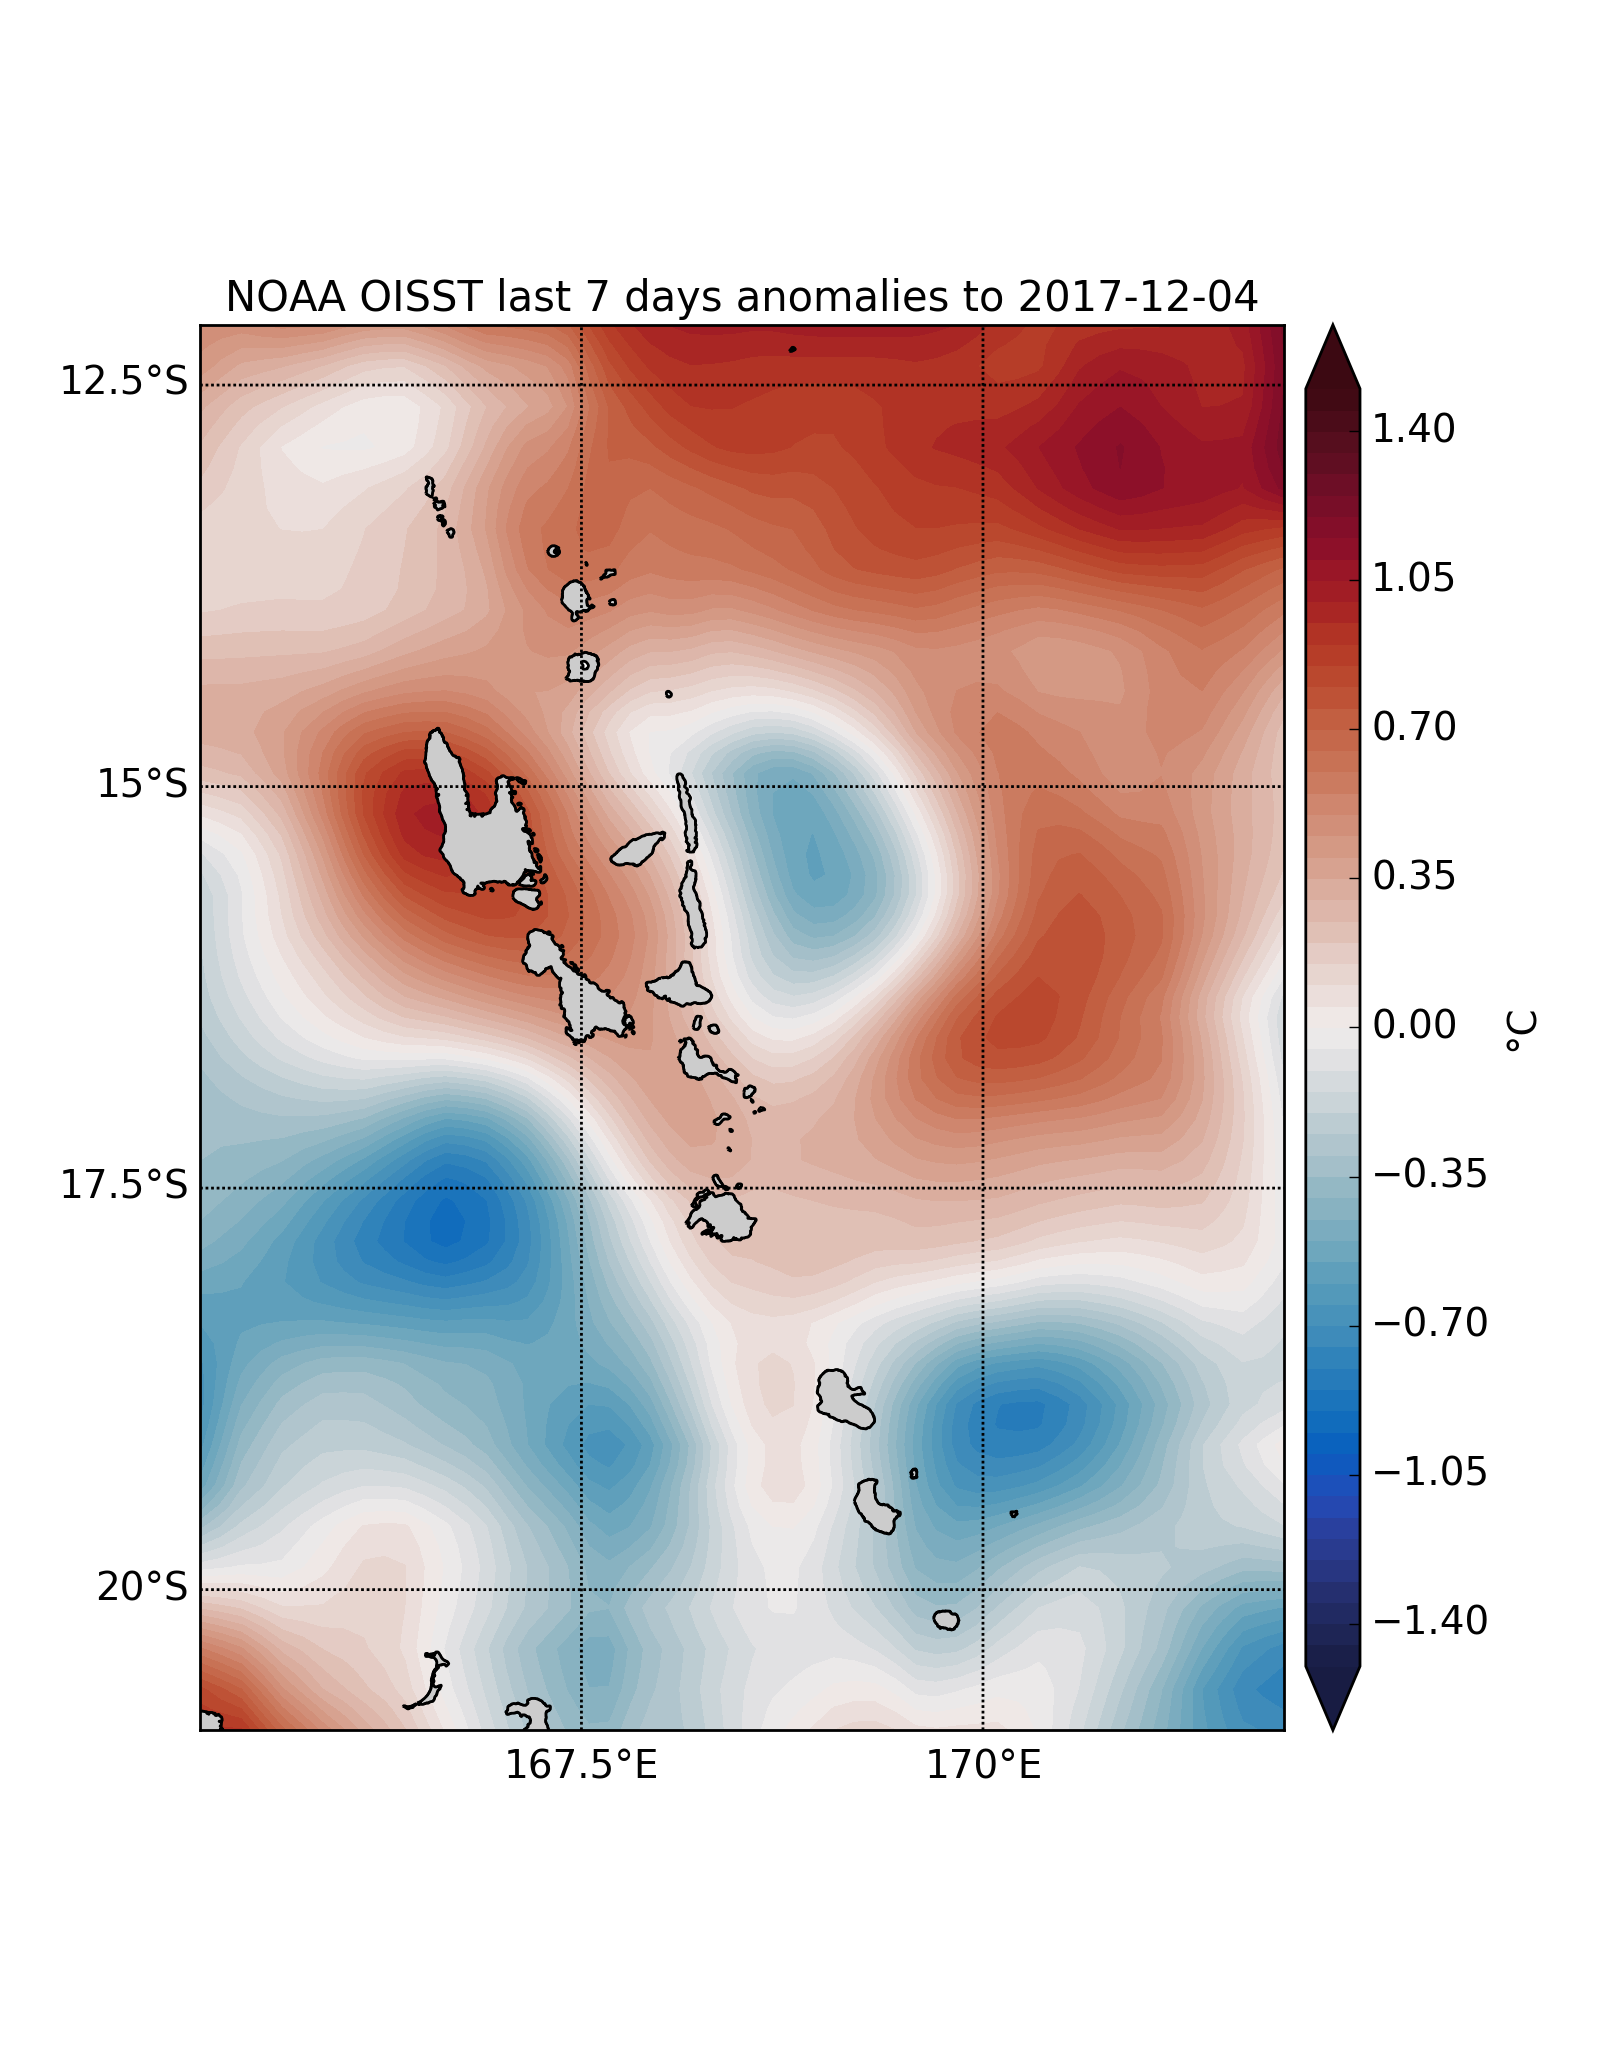 NOAA OISST last 7 days anomalies to 2017-12-04
12.5°S
15°S
17.5°S
20°S
167.5°E
170°E
1.40
1.05
0.70
0.35
0.00
−0.35
−0.70
−1.05
−1.40
°C